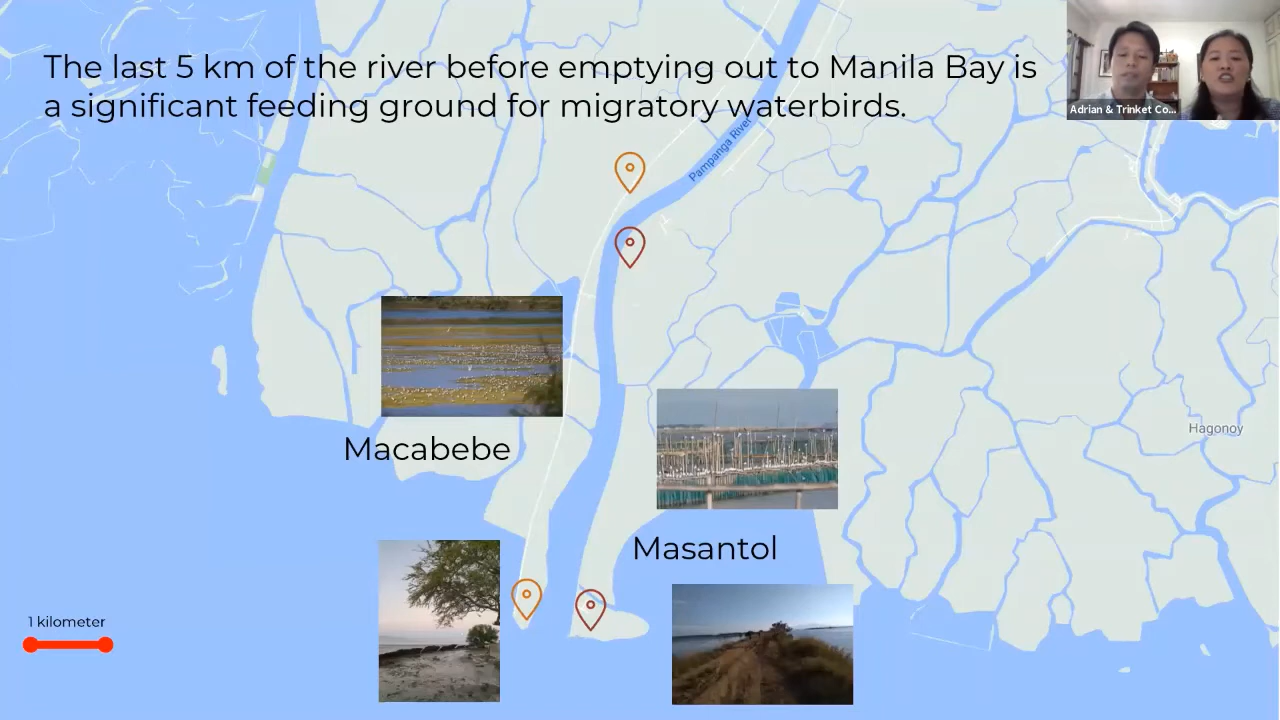 The last 5 km of the river before emptying out to Manila Bay is
a significant feeding ground for migratory waterbirds.
Adrian & Trinket Co...
Pampanga River
Macabebe
Hagonoy
Masantol
1 kilometer